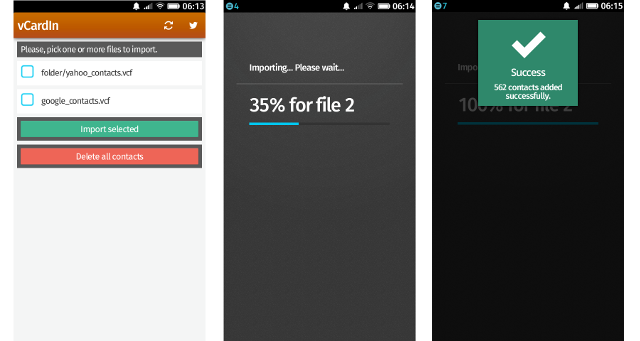 06:13
vCardIn
Please, pick one or more files to import.
folder/yahoo_contacts.vcf
google_contacts.vcf
Import selected
Delete all contacts
4
06:14
Importing... Please wait...
35% for file 2
7
06:15
Impo
Success
562 contacts added
successfully.
100% for file 2